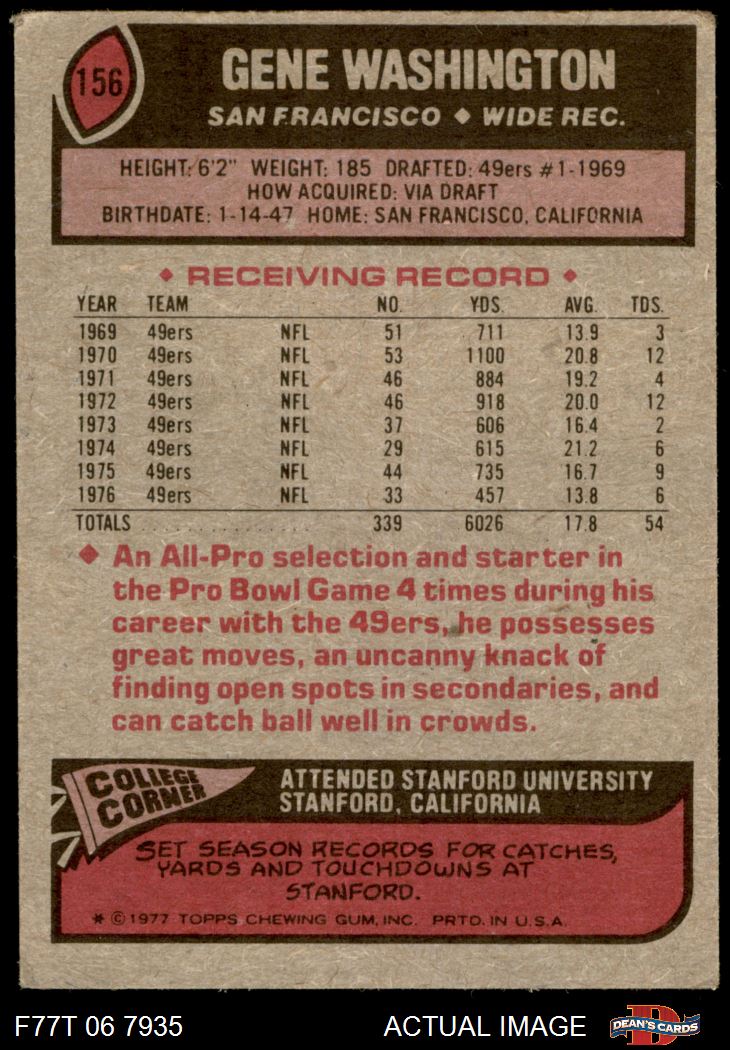 156
GENE WASHINGTON
SAN FRANCISCO ◆ WIDE REC.
HEIGHT: 6'2" WEIGHT: 185 DRAFTED: 49ers #1-1969
HOW ACQUIRED: VIA DRAFT
BIRTHDATE: 1-14-47 HOME: SAN FRANCISCO, CALIFORNIA
◆ RECEIVING RECORD ◆
YEAR TEAM NO. YDS. AVG. TDS.
1969 49ers NFL 51 711 13.9 3
1970 49ers NFL 53 1100 20.8 12
1971 49ers NFL 46 884 19.2 4
1972 49ers NFL 46 918 20.0 12
1973 49ers NFL 37 606 16.4 2
1974 49ers NFL 29 615 21.2 6
1975 49ers NFL 44 735 16.7 9
1976 49ers NFL 33 457 13.8 6
TOTALS .................... 339 6026 17.8 54
◆ An All-Pro selection and starter in
the Pro Bowl Game 4 times during his
career with the 49ers, he possesses
great moves, an uncanny knack of
finding open spots in secondaries, and
can catch ball well in crowds.
COLLEGE
CORNER
ATTENDED STANFORD UNIVERSITY
STANFORD, CALIFORNIA
SET SEASON RECORDS FOR CATCHES,
YARDS AND TOUCHDOWNS AT
STANFORD.
* © 1977 TOPPS CHEWING GUM, INC. PRTD. IN U.S.A.
F77T 06 7935 ACTUAL IMAGE D DEAN'S CARDS